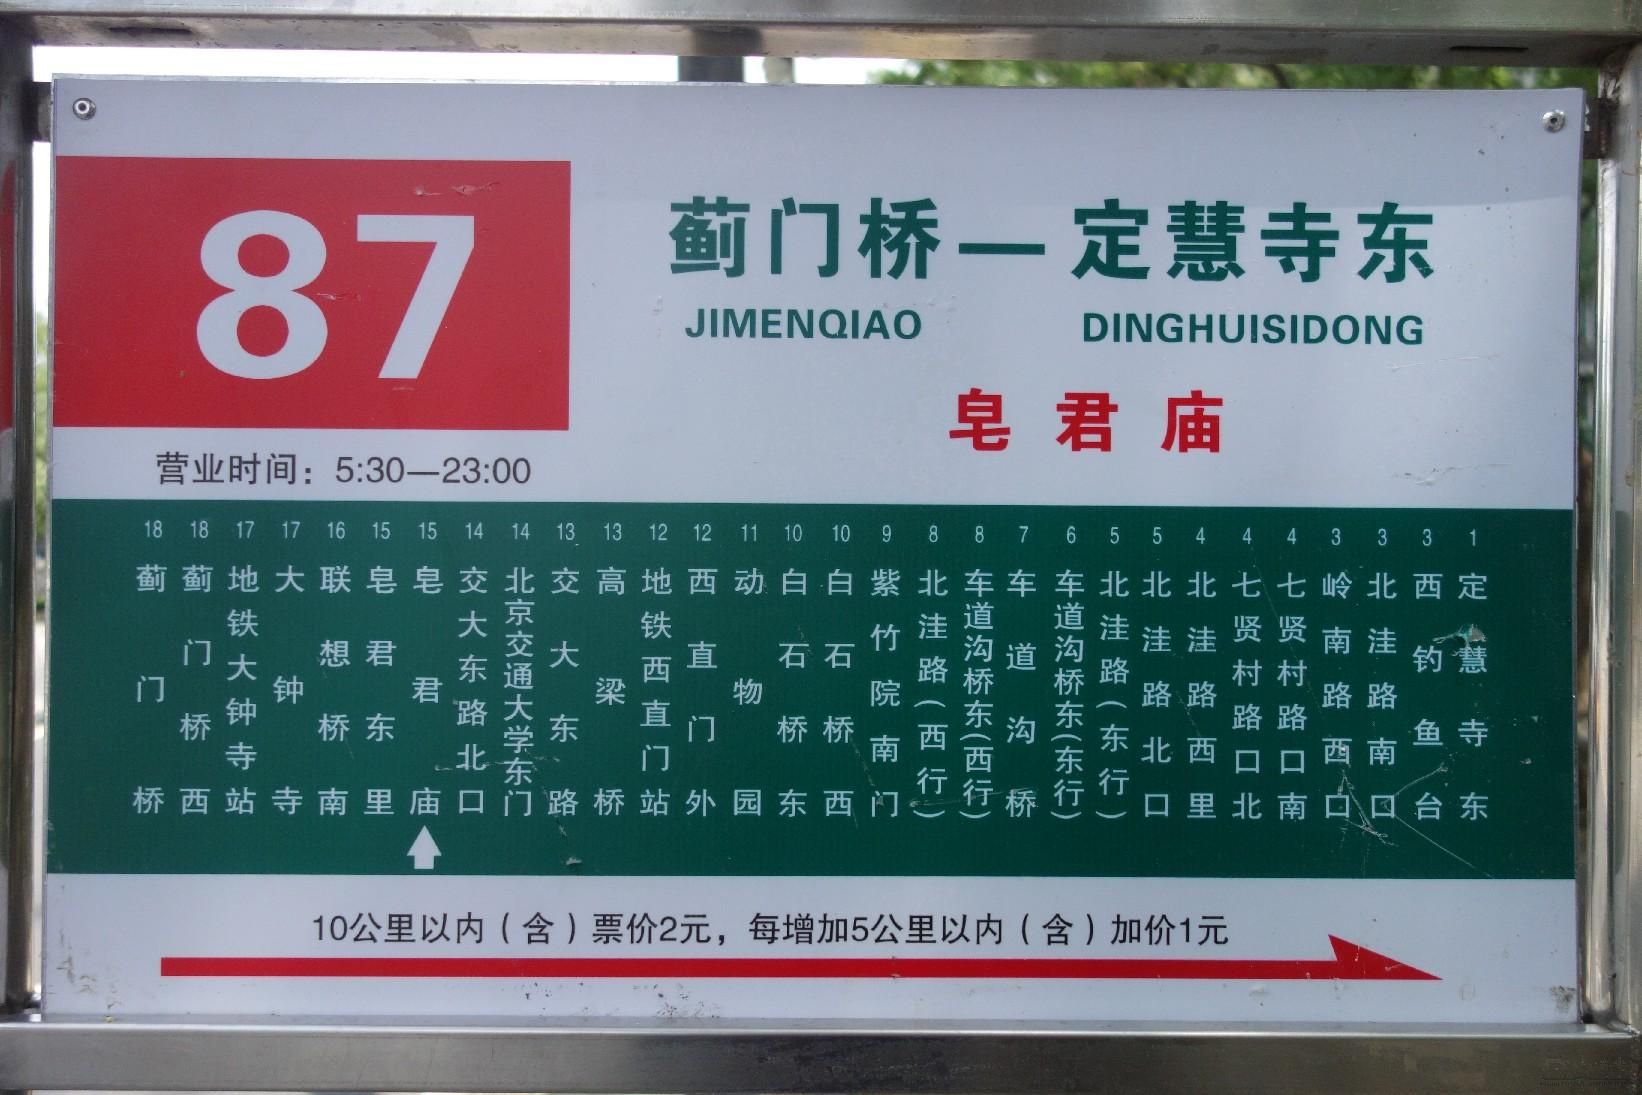 87
蓟门桥—定慧寺东
JIMENQIAO DINGHUISIDONG
皂君庙
营业时间：5:30—23:00
18 蓟门桥
18 蓟门桥西
17 地铁大钟寺站
17 大钟寺
16 联想桥南
15 皂君东里
15 皂君庙
14 交大东路北口
14 北京交通大学东门
13 交大东路
13 高梁桥
12 地铁西直门站
12 西直门外
11 动物园
10 白石桥东
10 白石桥西
9 紫竹院南门
8 北洼路(西行)
8 车道沟桥东(西行)
7 车道沟桥
6 车道沟桥东(东行)
5 北洼路(东行)
5 北洼路北口
4 北洼路西里
4 七贤村路口北
4 七贤村路口南
3 岭南路西口
3 北洼路南口
3 西钓鱼台
1 定慧寺东
10公里以内（含）票价2元，每增加5公里以内（含）加价1元